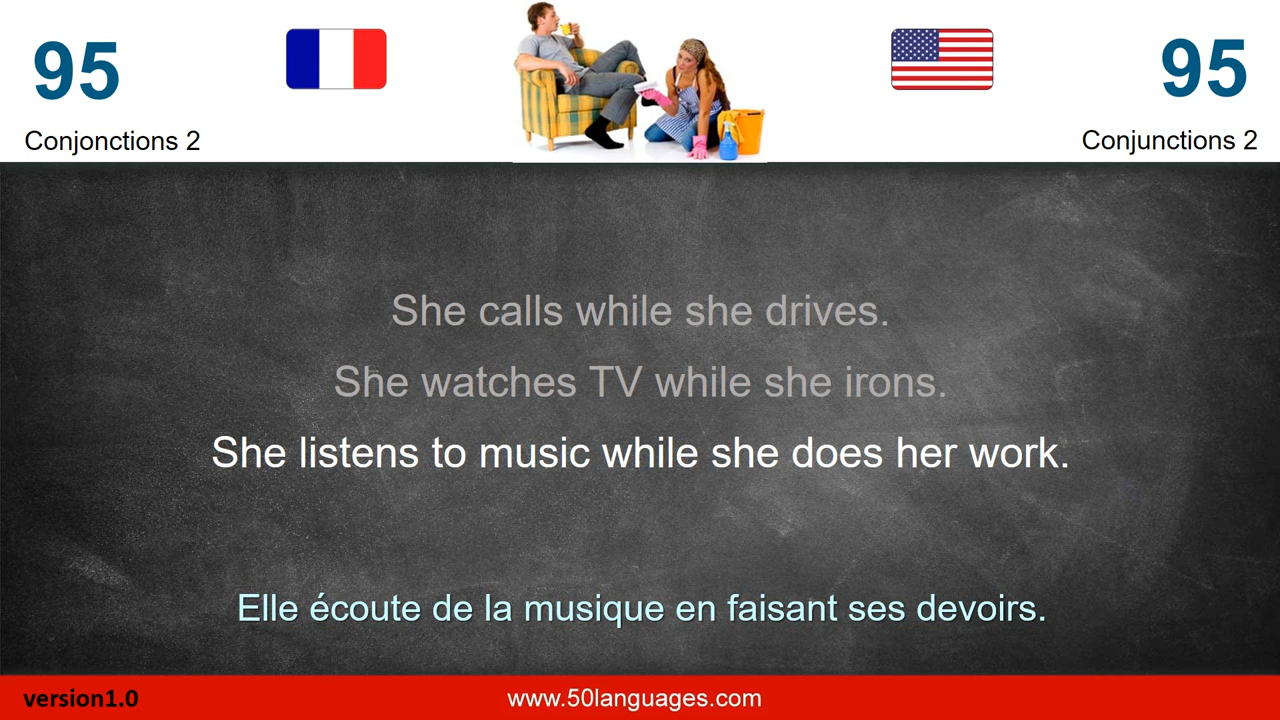 95
95
Conjonctions 2
Conjunctions 2
She calls while she drives.
She watches TV while she irons.
She listens to music while she does her work.
Elle écoute de la musique en faisant ses devoirs.
version1.0
www.50languages.com